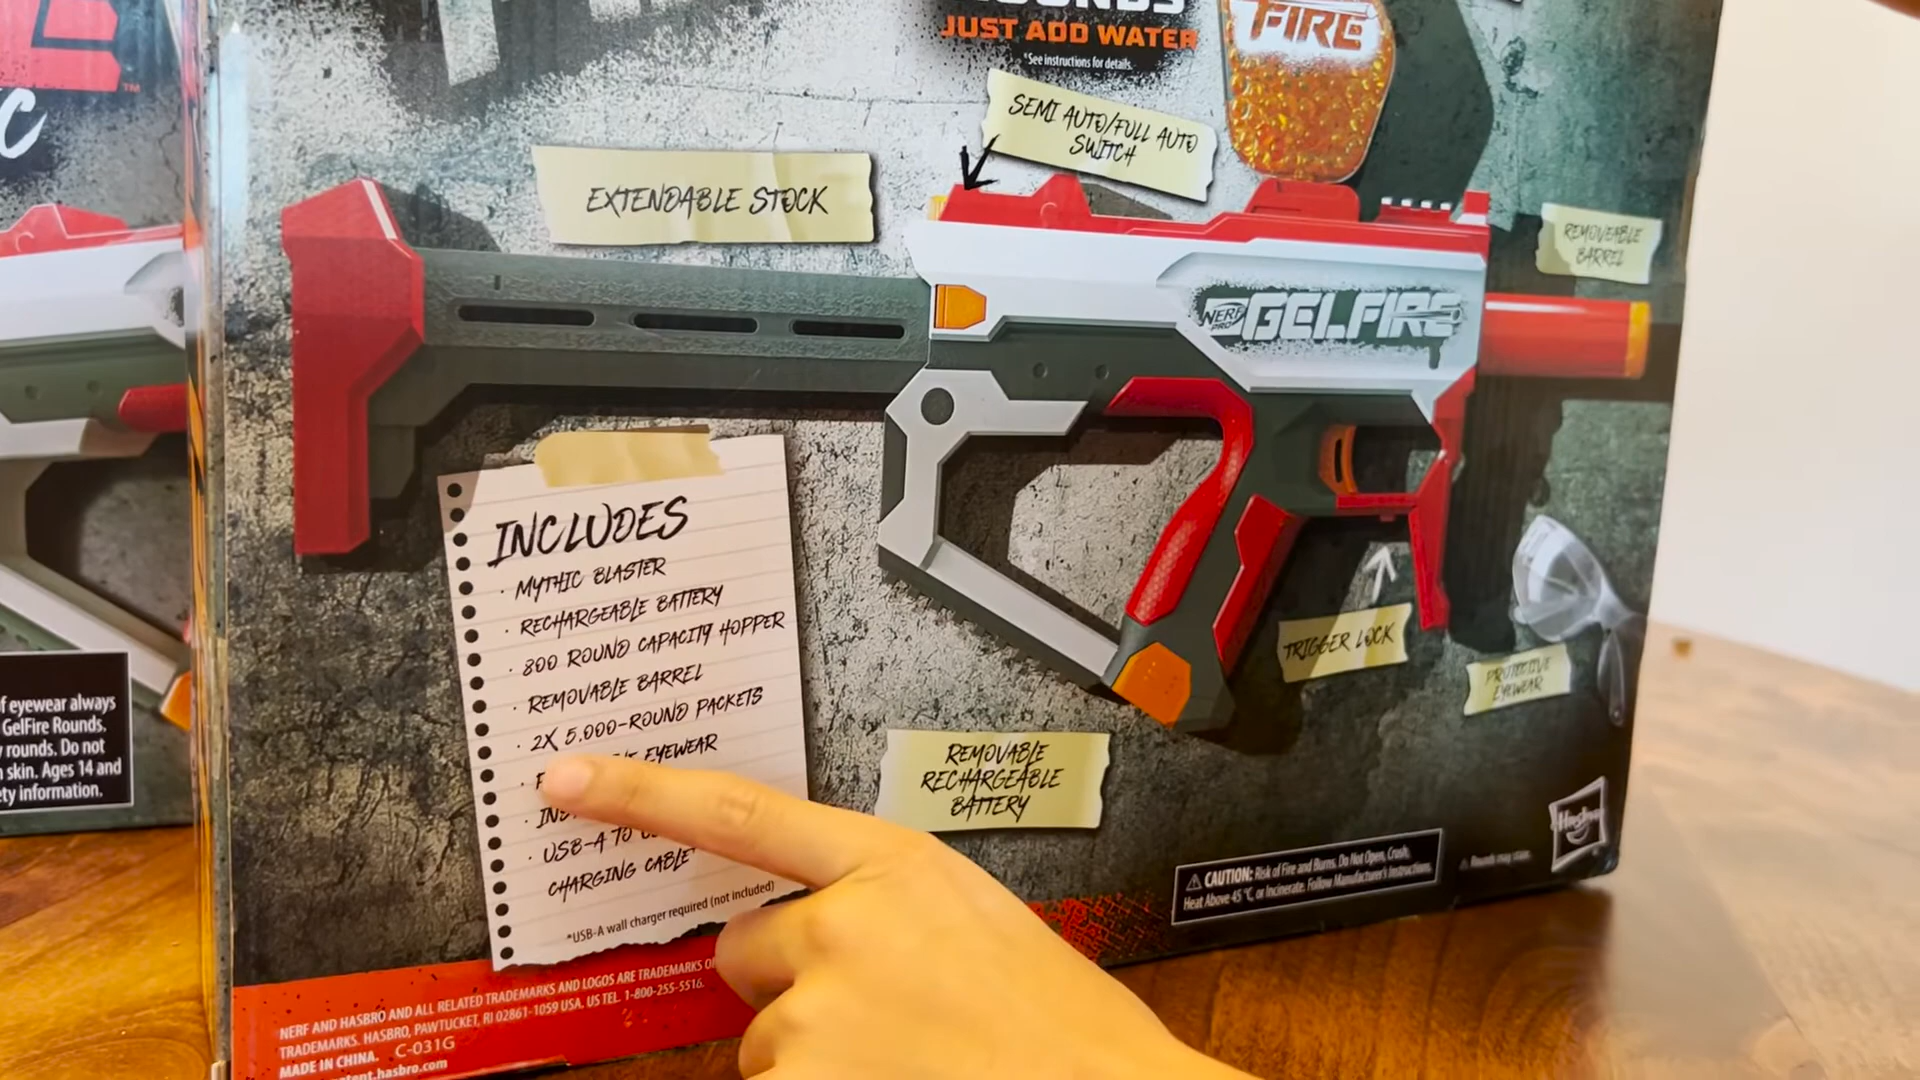 JUST ADD WATER
*See instructions for details.
FIRE
SEMI AUTO/FULL AUTO
SWITCH
EXTENDABLE STOCK
REMOVEABLE
BARREL
NERF
PRO
GELFIRE
INCLUDES
· MYTHIC BLASTER
· RECHARGEABLE BATTERY
· 800 ROUND CAPACITY HOPPER
· REMOVABLE BARREL
· 2X 5,000-ROUND PACKETS
EYEWEAR
· USB-A TO
CHARGING CABLE*
*USB-A wall charger required (not included)
TRIGGER LOCK
PROTECTIVE
EYEWEAR
REMOVABLE
RECHARGEABLE
BATTERY
Hasbro
⚠ CAUTION: Risk of Fire and Burns. Do Not Open, Crush,
Heat Above 45 °C, or Incinerate. Follow Manufacturer's Instructions.
⚠ Rounds may stain.
NERF AND HASBRO AND ALL RELATED TRADEMARKS AND LOGOS ARE TRADEMARKS
TRADEMARKS. HASBRO, PAWTUCKET, RI 02861-1059 USA. US TEL. 1-800-255-5516.
MADE IN CHINA. C-031G
.hasbro.com
TM
C
of eyewear always
GelFire Rounds.
rounds. Do not
skin. Ages 14 and
information.